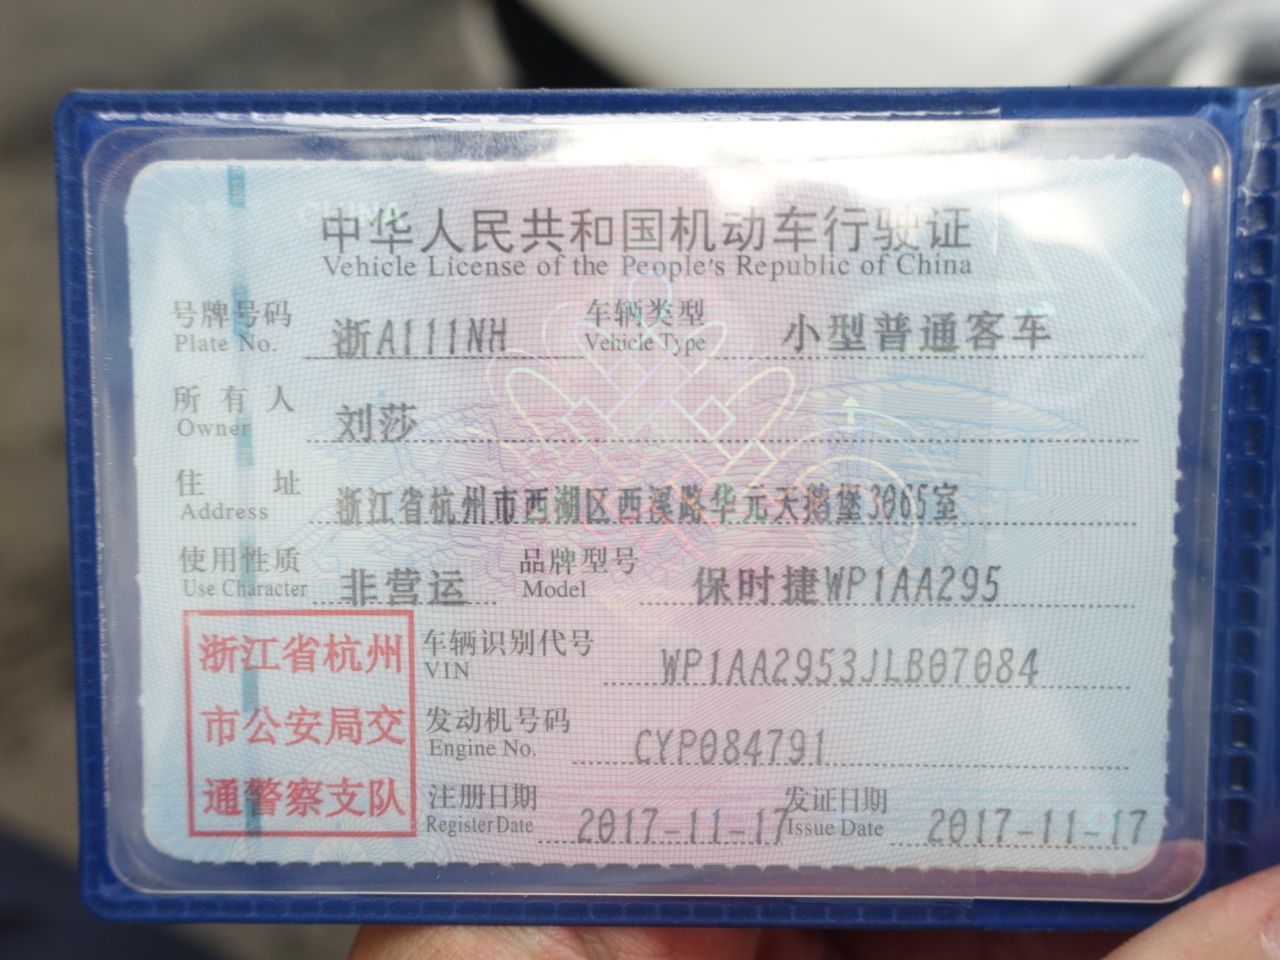 中华人民共和国机动车行驶证
Vehicle License of the People's Republic of China
号牌号码 浙A111NH 车辆类型 小型普通客车
Plate No. Vehicle Type
所有人 刘莎
Owner
住址 浙江省杭州市西湖区西溪路华元天鹅堡3065室
Address
使用性质 非营运 品牌型号 保时捷WP1AA295
Use Character Model
浙江省杭州
市公安局交
通警察支队
车辆识别代号 WP1AA2953JLB07084
VIN
发动机号码 CYP084791
Engine No.
注册日期 2017-11-17 发证日期 2017-11-17
Register Date Issue Date